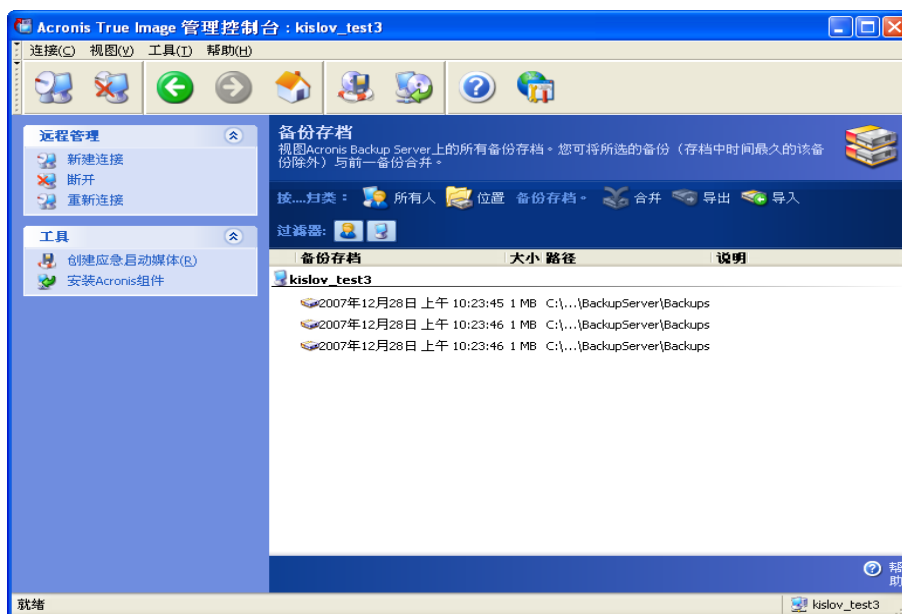 Acronis True Image 管理控制台 : kislov_test3
连接(C) 视图(V) 工具(T) 帮助(H)
远程管理
新建连接
断开
重新连接
工具
创建应急启动媒体(R)
安装Acronis组件
备份存档
视图Acronis Backup Server上的所有备份存档。您可将所选的备份（存档中时间最久的该备
份除外）与前一备份合并。
按....归类： 所有人 位置 备份存档。 合并 导出 导入
过滤器:
备份存档 大小 路径 说明
kislov_test3
2007年12月28日 上午 10:23:45 1 MB C:\...\BackupServer\Backups
2007年12月28日 上午 10:23:46 1 MB C:\...\BackupServer\Backups
2007年12月28日 上午 10:23:46 1 MB C:\...\BackupServer\Backups
帮
助
就绪 kislov_test3